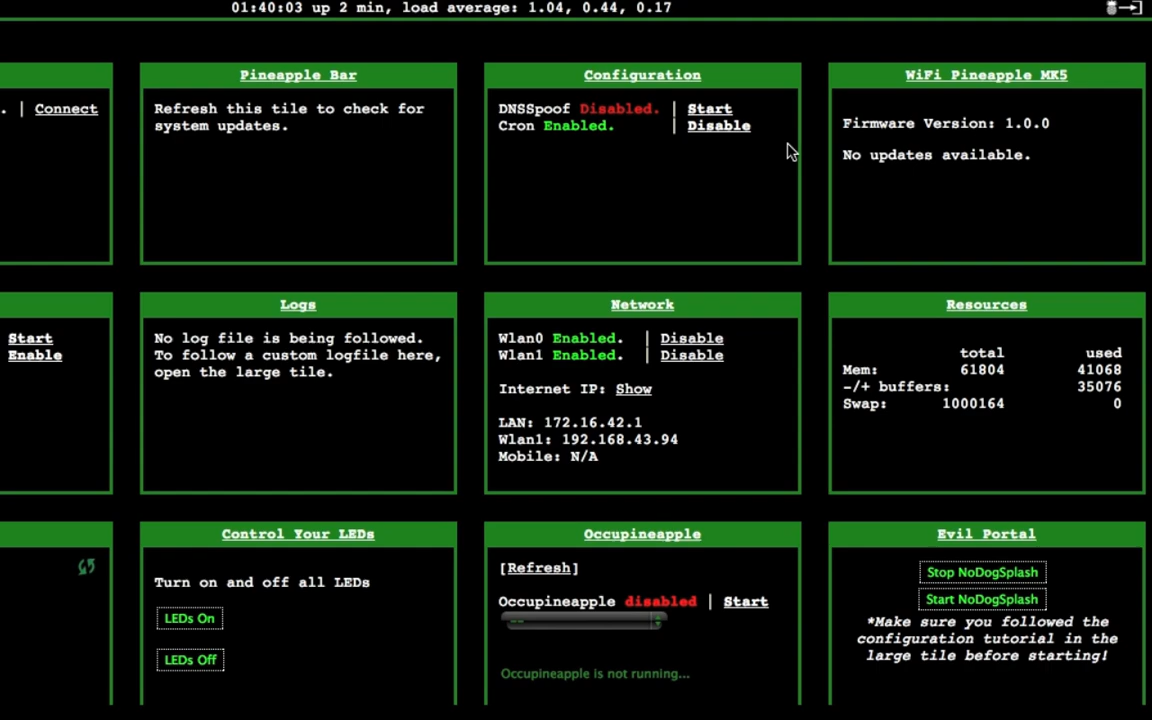 01:40:03 up 2 min, load average: 1.04, 0.44, 0.17
. | Connect
Pineapple Bar
Refresh this tile to check for
system updates.
Configuration
DNSSpoof Disabled. | Start
Cron Enabled. | Disable
WiFi Pineapple MK5
Firmware Version: 1.0.0
No updates available.
Start
Enable
Logs
No log file is being followed.
To follow a custom logfile here,
open the large tile.
Network
Wlan0 Enabled. | Disable
Wlan1 Enabled. | Disable
Internet IP: Show
LAN: 172.16.42.1
Wlan1: 192.168.43.94
Mobile: N/A
Resources
total used
Mem: 61804 41068
-/+ buffers: 35076
Swap: 1000164 0
Control Your LEDs
Turn on and off all LEDs
LEDs On
LEDs Off
Occupineapple
[Refresh]
Occupineapple disabled | Start
--
Occupineapple is not running...
Evil Portal
Stop NoDogSplash
Start NoDogSplash
*Make sure you followed the
configuration tutorial in the
large tile before starting!